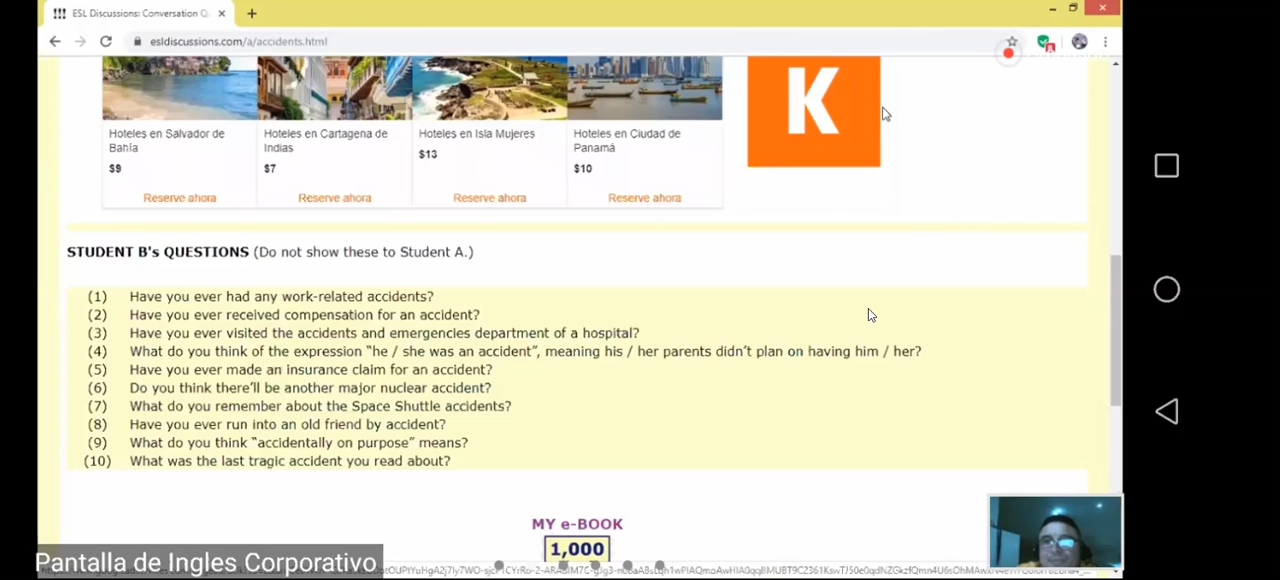 ESL Discussions: Conversation Q
esldiscussions.com/a/accidents.html
K
Hoteles en Salvador de Bahía
$9
Reserve ahora
Hoteles en Cartagena de Indias
$7
Reserve ahora
Hoteles en Isla Mujeres
$13
Reserve ahora
Hoteles en Ciudad de Panamá
$10
Reserve ahora
STUDENT B's QUESTIONS (Do not show these to Student A.)
(1) Have you ever had any work-related accidents?
(2) Have you ever received compensation for an accident?
(3) Have you ever visited the accidents and emergencies department of a hospital?
(4) What do you think of the expression “he / she was an accident”, meaning his / her parents didn’t plan on having him / her?
(5) Have you ever made an insurance claim for an accident?
(6) Do you think there’ll be another major nuclear accident?
(7) What do you remember about the Space Shuttle accidents?
(8) Have you ever run into an old friend by accident?
(9) What do you think “accidentally on purpose” means?
(10) What was the last tragic accident you read about?
MY e-BOOK
1,000
Pantalla de Ingles Corporativo